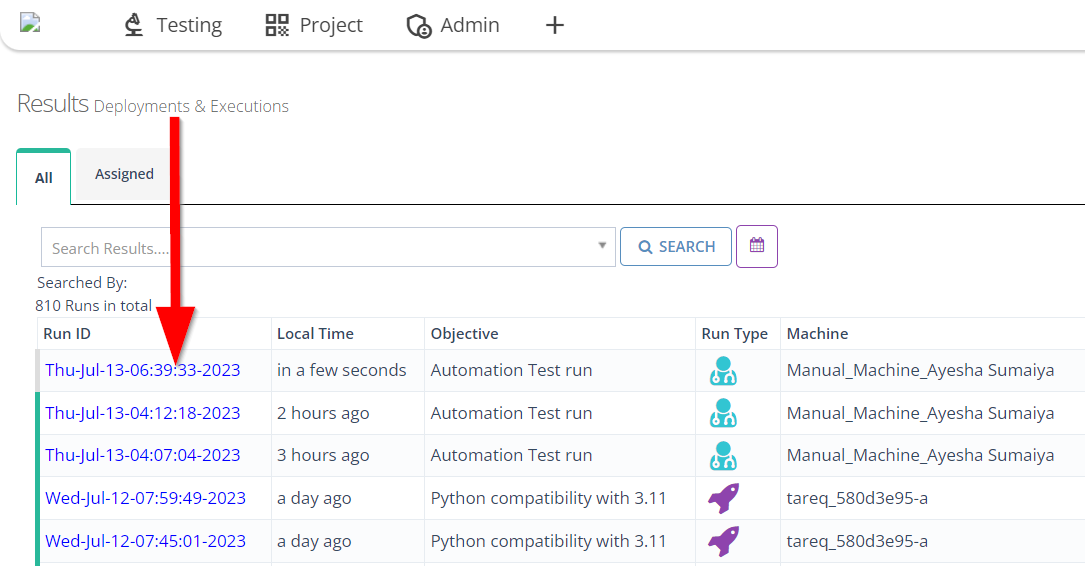 Testing Project Admin +
Results Deployments & Executions
All Assigned
Search Results.... SEARCH
Searched By:
810 Runs in total
Run ID Local Time Objective Run Type Machine
Thu-Jul-13-06:39:33-2023 in a few seconds Automation Test run Manual_Machine_Ayesha Sumaiya
Thu-Jul-13-04:12:18-2023 2 hours ago Automation Test run Manual_Machine_Ayesha Sumaiya
Thu-Jul-13-04:07:04-2023 3 hours ago Automation Test run Manual_Machine_Ayesha Sumaiya
Wed-Jul-12-07:59:49-2023 a day ago Python compatibility with 3.11 tareq_580d3e95-a
Wed-Jul-12-07:45:01-2023 a day ago Python compatibility with 3.11 tareq_580d3e95-a